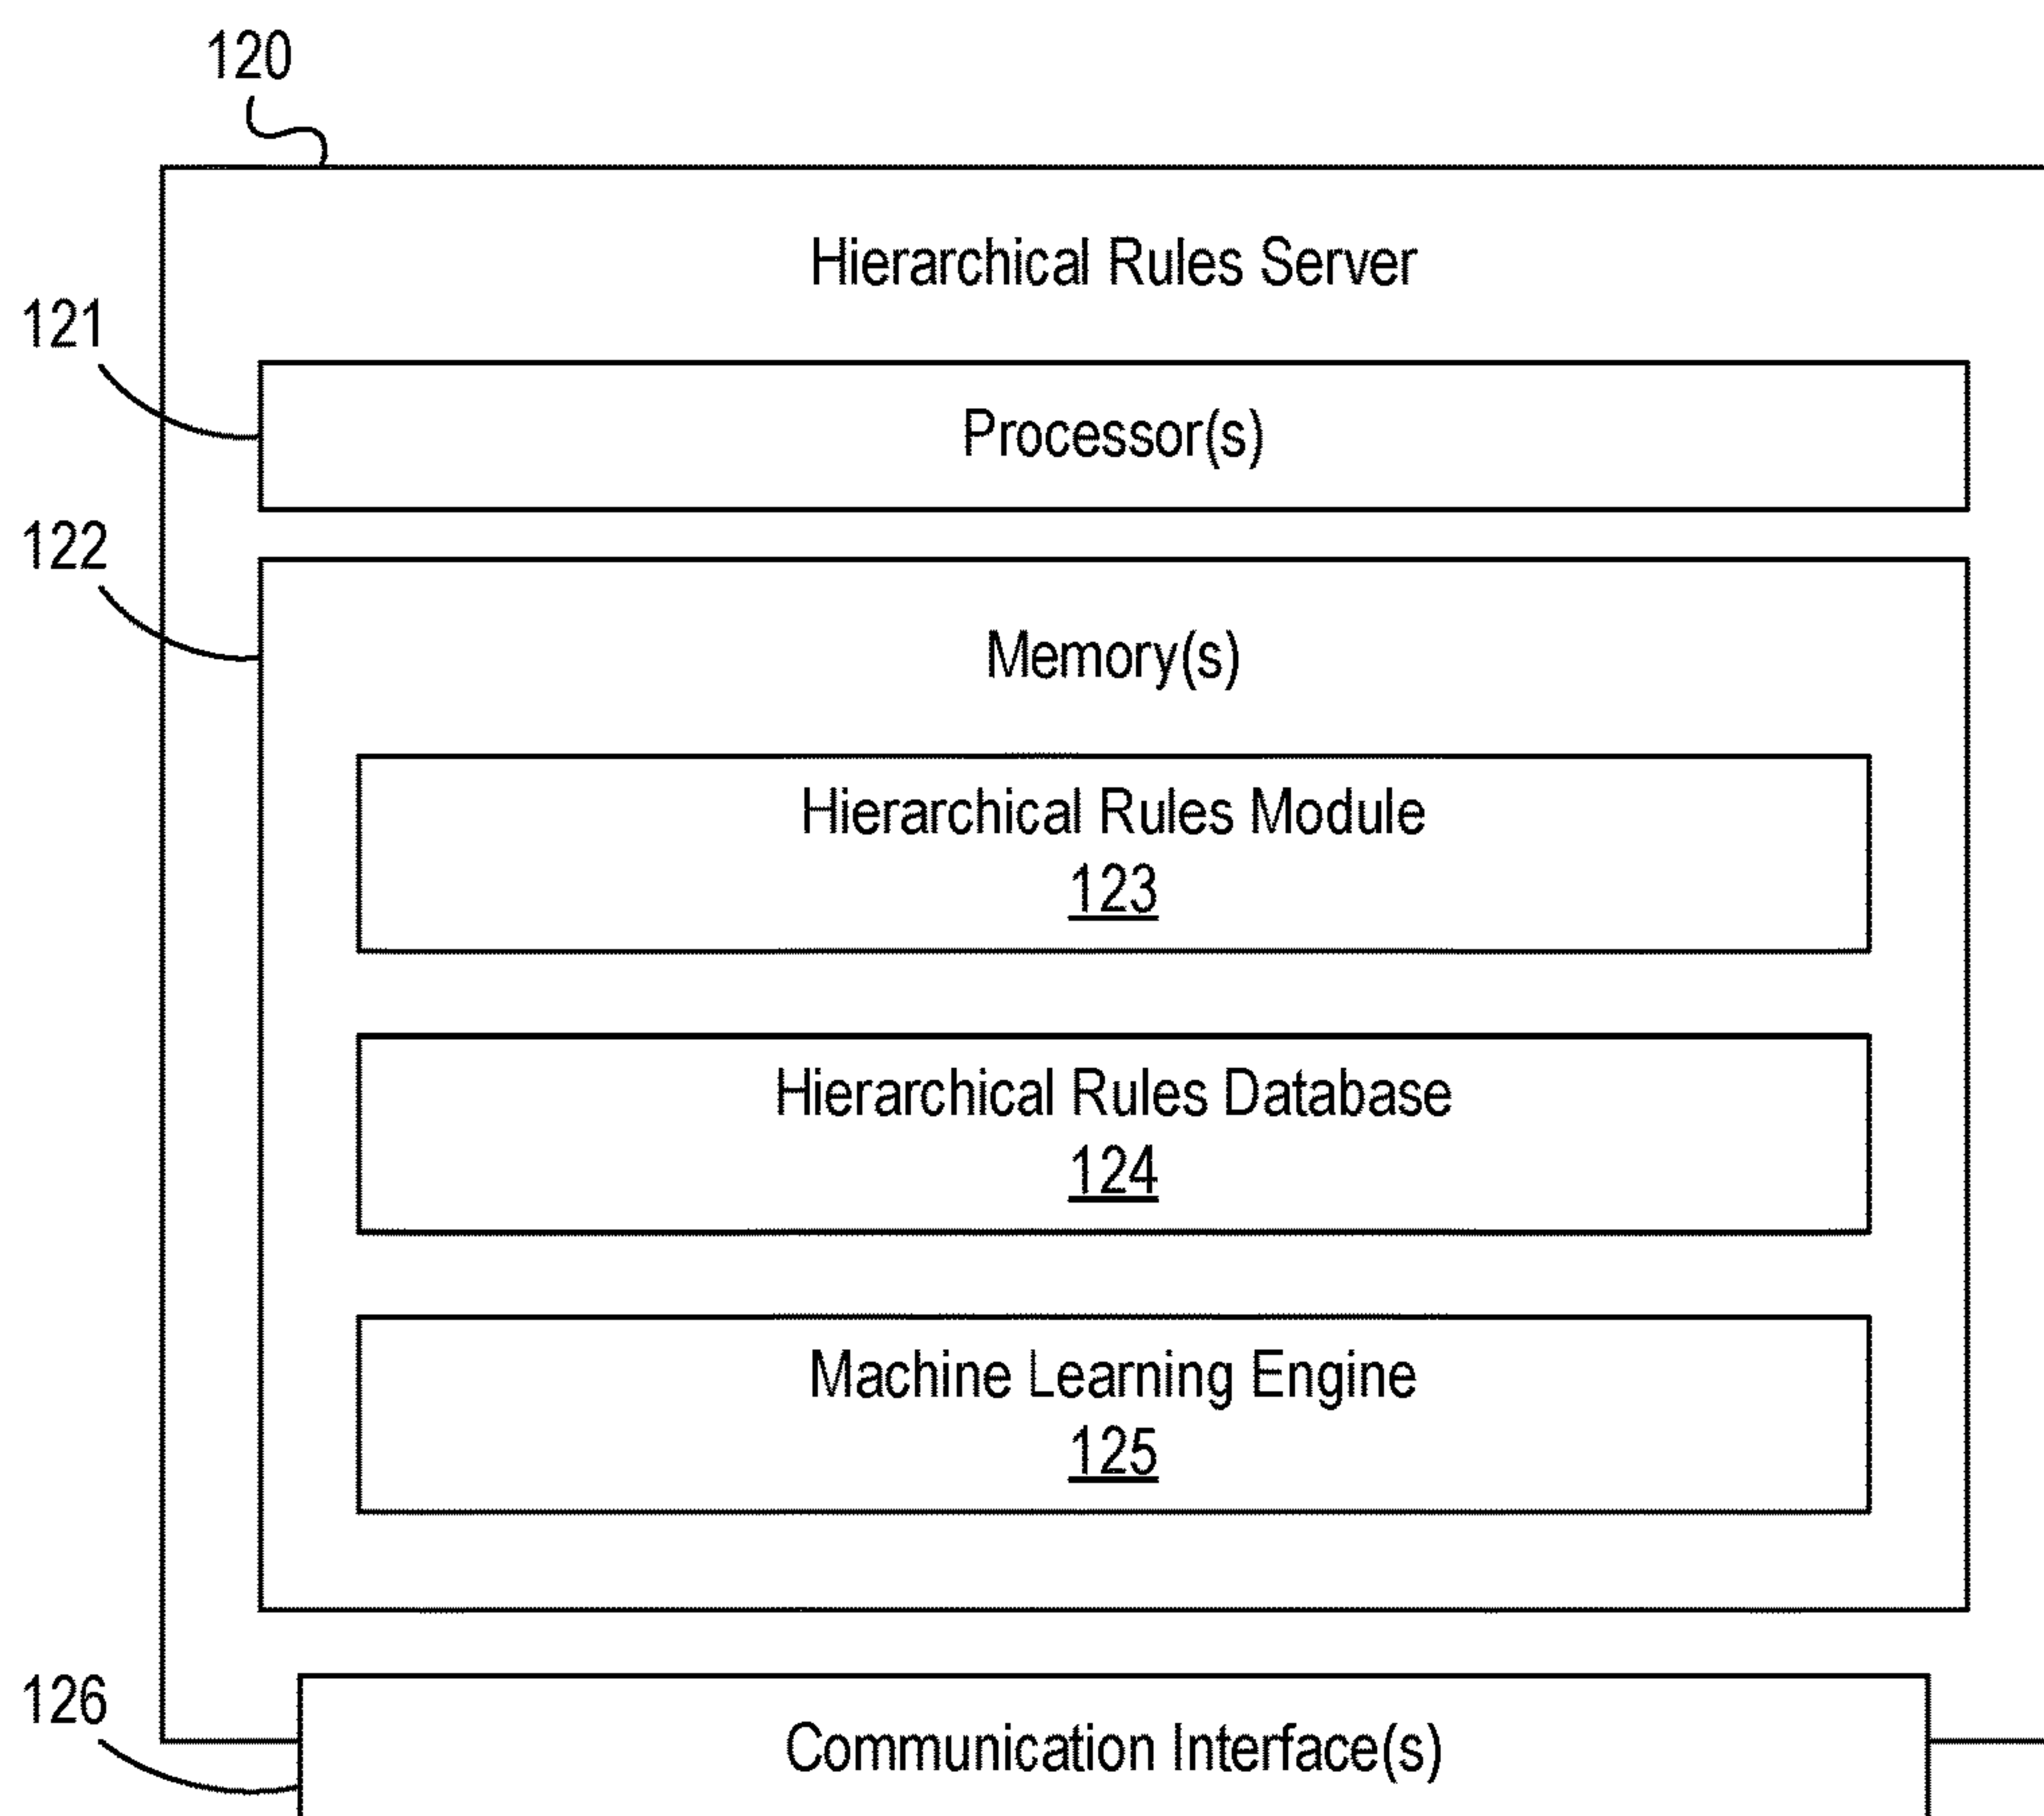 120
Hierarchical Rules Server
121
Processor(s)
122
Memory(s)
Hierarchical Rules Module
123
Hierarchical Rules Database
124
Machine Learning Engine
125
126
Communication Interface(s)